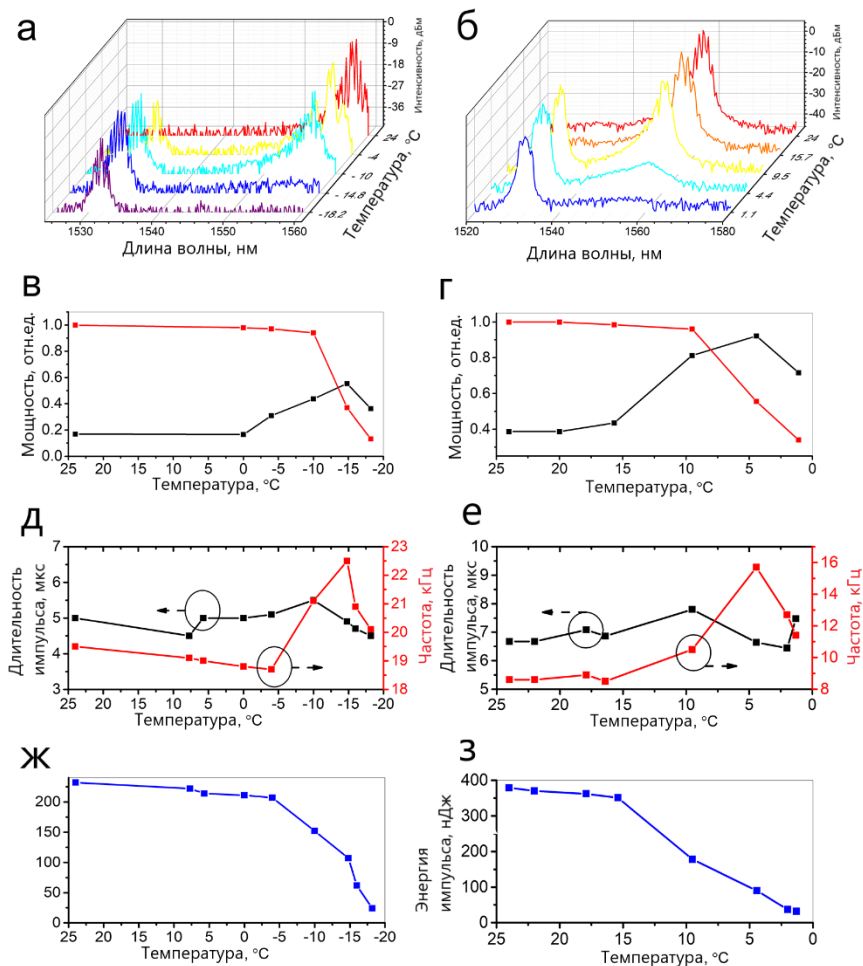 а
0
-9
-18
-27
-36
Интенсивность, дБм
24
-4
-10
-14.8
-18.2
Температура, °C
1530
1540
1550
1560
Длина волны, нм
б
0
-10
-20
-30
-40
Интенсивность, дБм
24
15.7
9.5
4.4
1.1
Температура, °C
1520
1540
1560
1580
Длина волны, нм
в
Мощность, отн.ед.
1.0
0.8
0.6
0.4
0.2
0.0
25 20 15 10 5 0 -5 -10 -15 -20
Температура, °C
г
Мощность, отн.ед.
1.0
0.8
0.6
0.4
25 20 15 10 5 0
Температура, °C
д
Длительность
импульса, мкс
7
6
5
4
3
23
22
21
20
19
18
Частота, кГц
25 20 15 10 5 0 -5 -10 -15 -20
Температура, °C
е
Длительность
импульса, мкс
10
9
8
7
6
5
16
14
12
10
8
Частота, кГц
25 20 15 10 5 0
Температура, °C
ж
200
150
100
50
0
25 20 15 10 5 0 -5 -10 -15 -20
Температура, °C
з
Энергия
импульса, нДж
400
300
200
100
0
25 20 15 10 5 0
Температура, °C